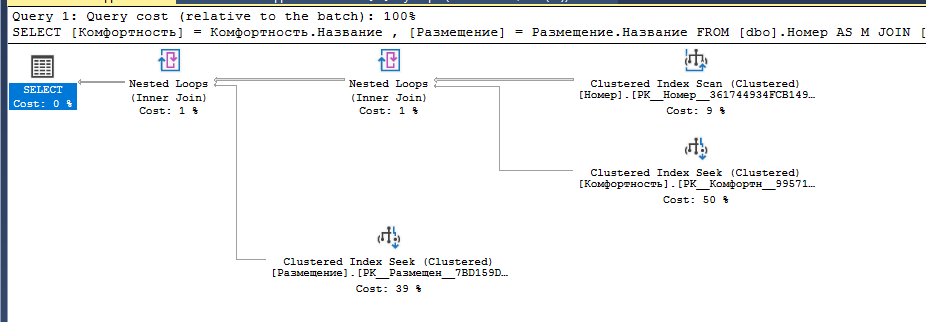 Query 1: Query cost (relative to the batch): 100%
SELECT [Комфортность] = Комфортность.Название , [Размещение] = Размещение.Название FROM [dbo].Номер AS M JOIN [
SELECT
Cost: 0 %
Nested Loops
(Inner Join)
Cost: 1 %
Nested Loops
(Inner Join)
Cost: 1 %
Clustered Index Scan (Clustered)
[Номер].[PK__Номер__361744934FCB149…
Cost: 9 %
Clustered Index Seek (Clustered)
[Комфортность].[PK__Комфортн__99571…
Cost: 50 %
Clustered Index Seek (Clustered)
[Размещение].[PK__Размещен__7BD159D…
Cost: 39 %